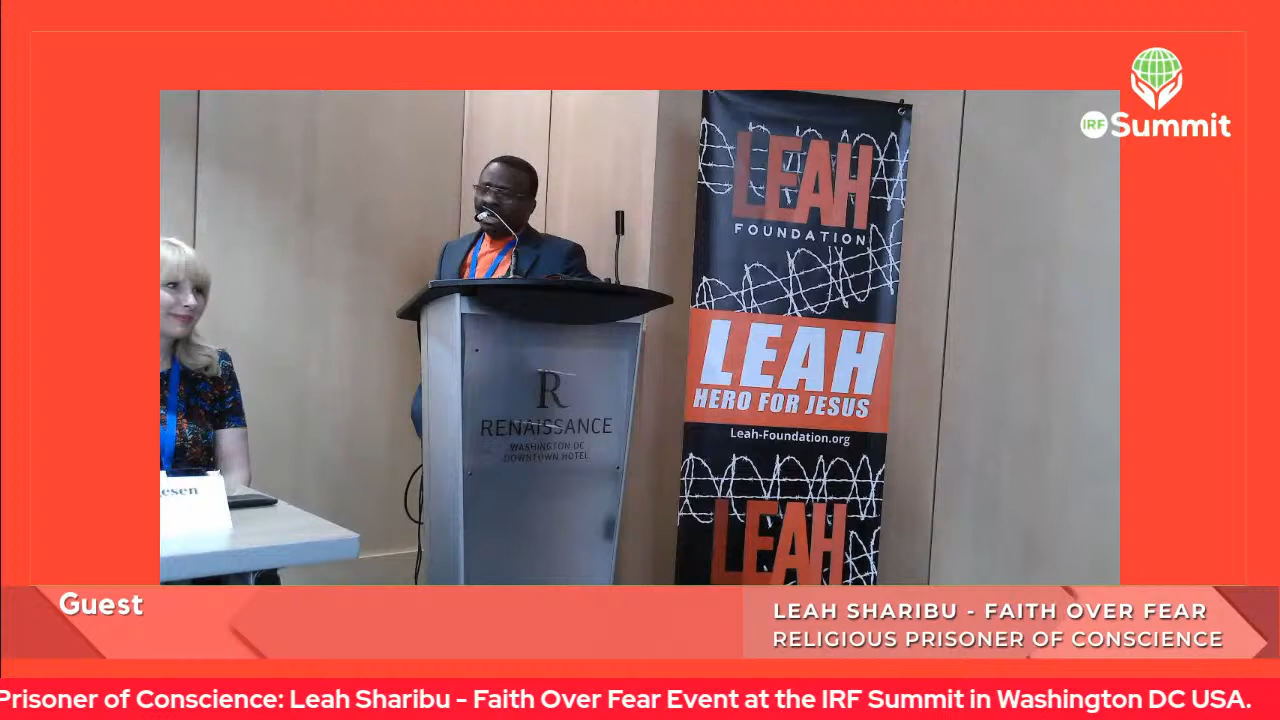 IRF Summit
LEAH
FOUNDATION
LEAH
HERO FOR JESUS
Leah-Foundation.org
LEAH
R
RENAISSANCE
WASHINGTON DC
DOWNTOWN HOTEL
esen
Guest
LEAH SHARIBU - FAITH OVER FEAR
RELIGIOUS PRISONER OF CONSCIENCE
Prisoner of Conscience: Leah Sharibu - Faith Over Fear Event at the IRF Summit in Washington DC USA.